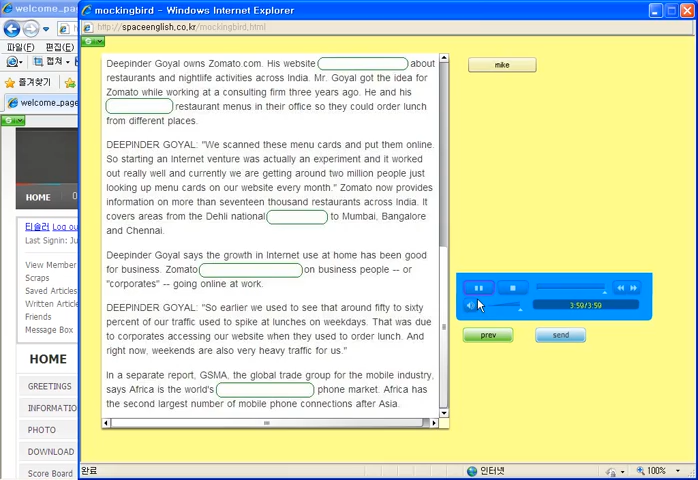 welcome_pag
mockingbird - Windows Internet Explorer
http://spaceenglish.co.kr/mockingbird.html
파일(F)
편
캡쳐
즐겨찾기
welcome_pa
HOME
티슬러 Log ou
Last Signin: Ju
View Member
Scraps
Saved Articles
Written Article
Friends
Message Box
HOME
GREETINGS
INFORMATIO
PHOTO
DOWNLOAD
Score Board
Deepinder Goyal owns Zomato.com. His website about
restaurants and nightlife activities across India. Mr. Goyal got the idea for
Zomato while working at a consulting firm three years ago. He and his
restaurant menus in their office so they could order lunch
from different places.
DEEPINDER GOYAL: "We scanned these menu cards and put them online.
So starting an Internet venture was actually an experiment and it worked
out really well and currently we are getting around two million people just
looking up menu cards on our website every month." Zomato now provides
information on more than seventeen thousand restaurants across India. It
covers areas from the Dehli national to Mumbai, Bangalore
and Chennai.
Deepinder Goyal says the growth in Internet use at home has been good
for business. Zomato on business people -- or
"corporates" -- going online at work.
DEEPINDER GOYAL: "So earlier we used to see that around fifty to sixty
percent of our traffic used to spike at lunches on weekdays. That was due
to corporates accessing our website when they used to order lunch. And
right now, weekends are also very heavy traffic for us."
In a separate report, GSMA, the global trade group for the mobile industry,
says Africa is the world's phone market. Africa has
the second largest number of mobile phone connections after Asia.
mike
3:59/3:59
prev
send
완료
인터넷
100%